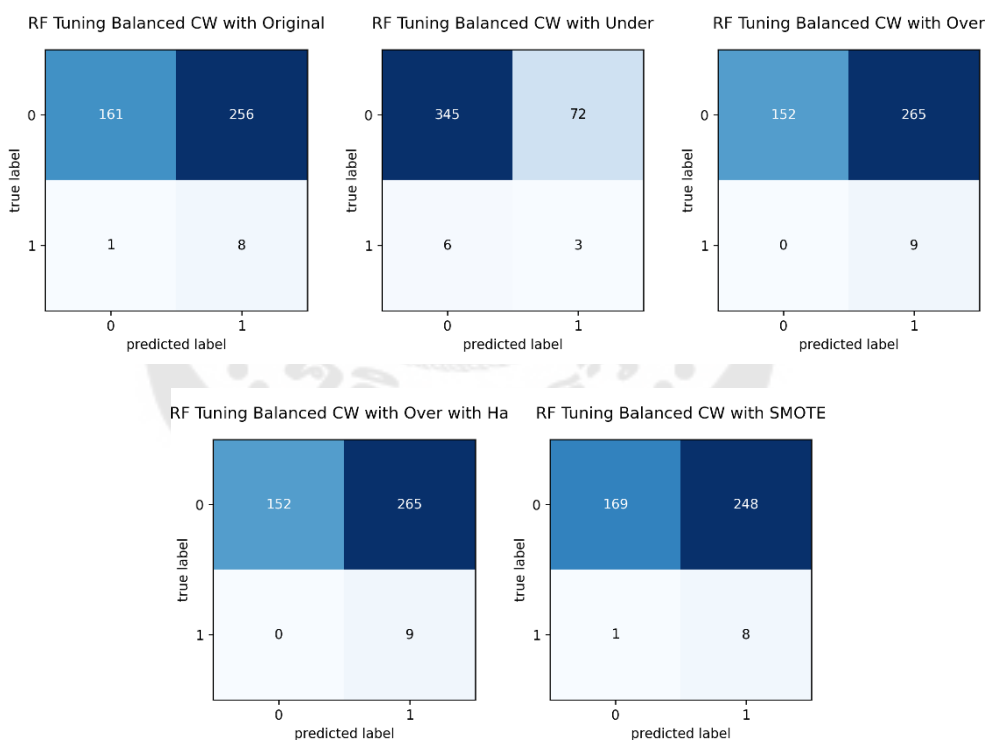 RF Tuning Balanced CW with Original
0
161
256
true label
1
1
8
0
1
predicted label
RF Tuning Balanced CW with Under
0
345
72
true label
1
6
3
0
1
predicted label
RF Tuning Balanced CW with Over
0
152
265
true label
1
0
9
0
1
predicted label
RF Tuning Balanced CW with Over with Ha
0
152
265
true label
1
0
9
0
1
predicted label
RF Tuning Balanced CW with SMOTE
0
169
248
true label
1
1
8
0
1
predicted label